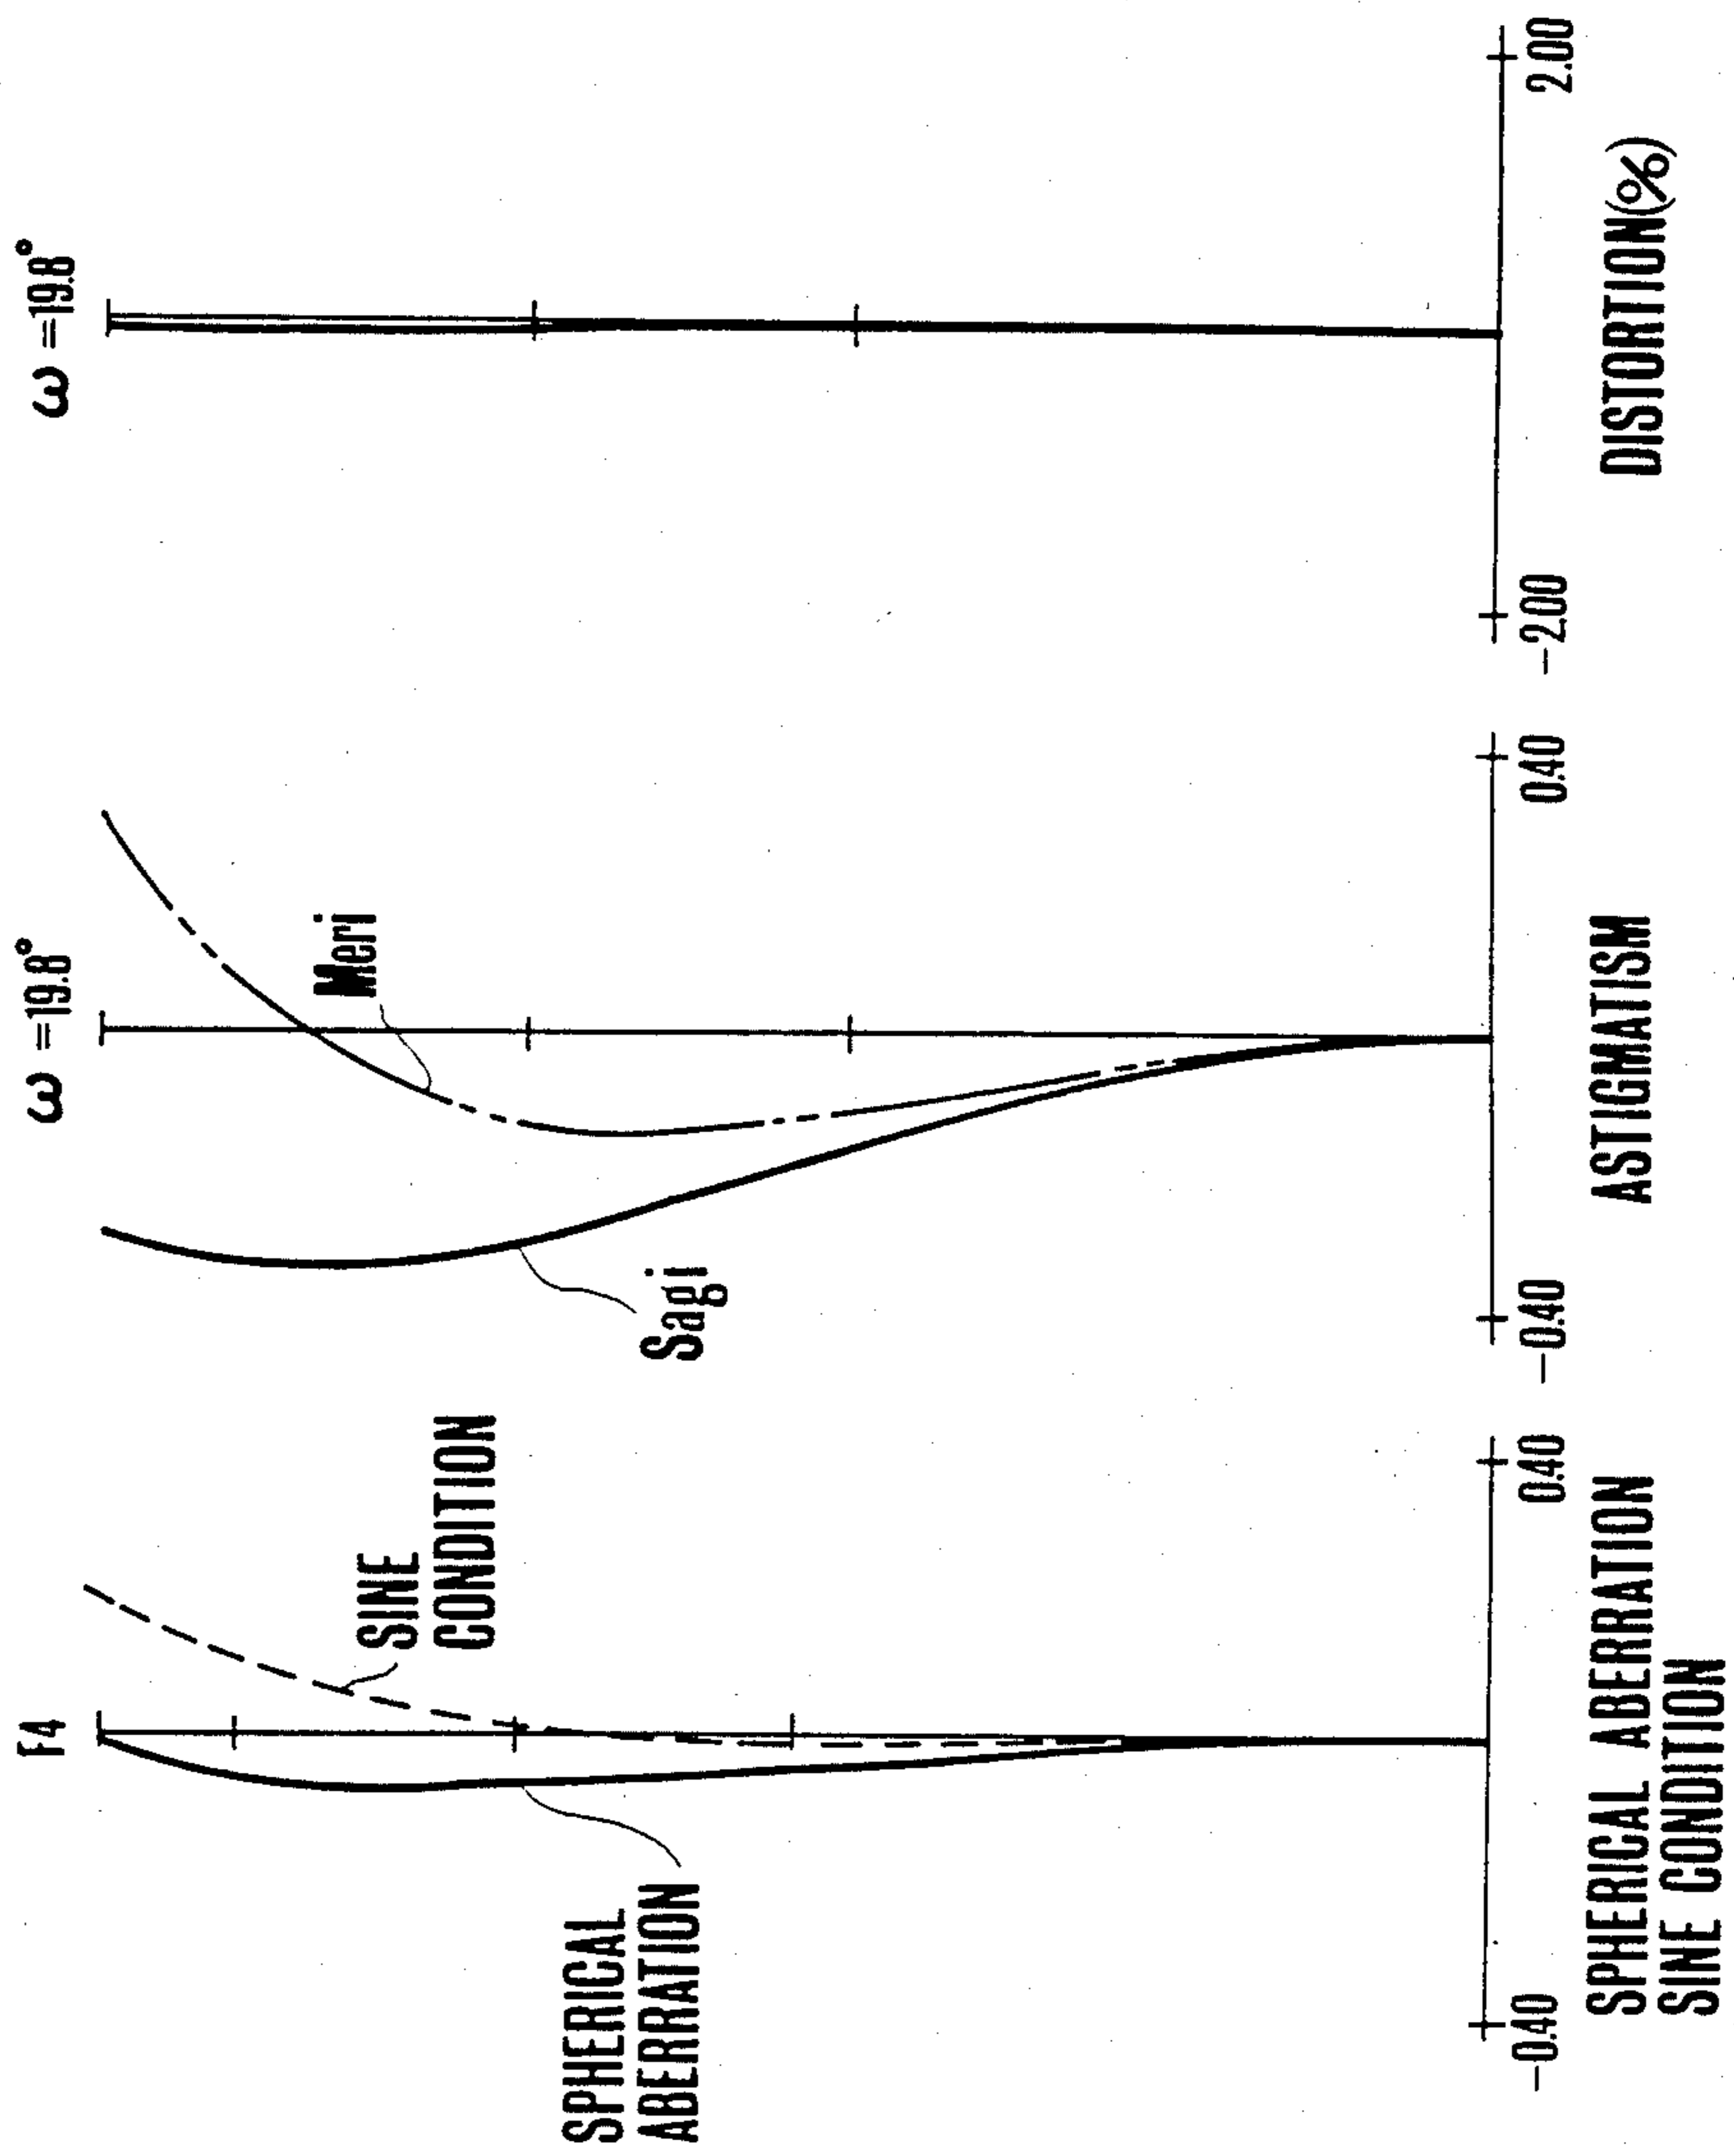 F4
SINE
CONDITION
SPHERICAL
ABERRATION
-0.40
0.40
SPHERICAL ABERRATION
SINE CONDITION
ω =19.8°
Meri
Sagi
-0.40
0.40
ASTIGMATISM
ω =19.8°
-2.00
2.00
DISTORTION(%)